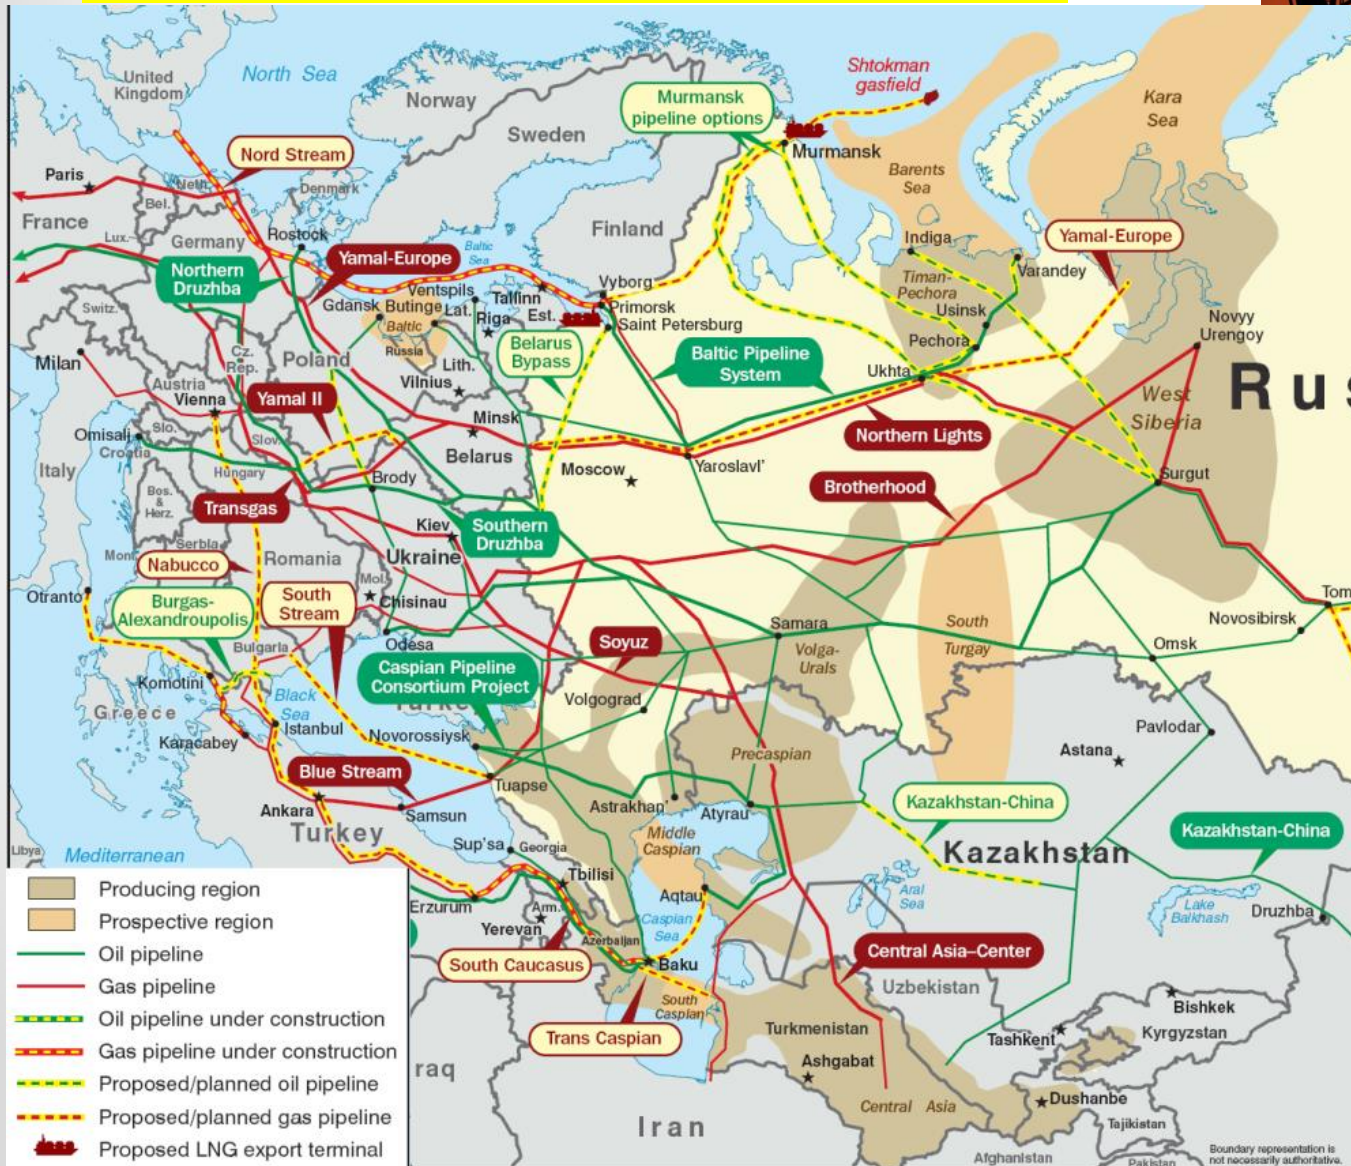 United
Kingdom
North Sea
Norway
Sweden
Finland
Murmansk
pipeline options
Shtokman
gasfield
Murmansk
Barents
Sea
Kara
Sea
Nord Stream
Paris
Neth.
Bel.
Denmark
France
Lux.
Germany
Rostock
Baltic
Sea
Yamal-Europe
Northern
Druzhba
Gdansk
Butinge
Ventspils
Lat.
Tallinn
Est.
Riga
Baltic
Russia
Lith.
Vilnius
Vyborg
Primorsk
Saint Petersburg
Belarus
Bypass
Baltic Pipeline
System
Indiga
Timan-
Pechora
Varandey
Usinsk
Pechora
Ukhta
Yamal-Europe
Novyy
Urengoy
West
Siberia
Rus
Switz.
Milan
Cz.
Rep.
Poland
Austria
Vienna
Yamal II
Minsk
Belarus
Moscow
Yaroslavl'
Northern Lights
Brotherhood
Surgut
Omisalj
Slo.
Croatia
Slov.
Hungary
Italy
Bos.
&
Herz.
Transgas
Brody
Kiev
Southern
Druzhba
Ukraine
Mont.
Serbia
Nabucco
Romania
Mol.
Chisinau
South
Stream
Otranto
Burgas-
Alexandroupolis
Bulgaria
Odesa
Soyuz
Samara
Volga-
Urals
South
Turgay
Omsk
Novosibirsk
Tom
Komotini
Black
Sea
Caspian Pipeline
Consortium Project
Turkey
Volgograd
Greece
Istanbul
Novorossiysk
Karacabey
Precaspian
Pavlodar
Astana
Blue Stream
Tuapse
Ankara
Samsun
Astrakhan'
Atyrau
Kazakhstan-China
Turkey
Sup'sa
Georgia
Middle
Caspian
Kazakhstan
Kazakhstan-China
Libya
Mediterranean
Tbilisi
Aqtau
Aral
Sea
Lake
Balkhash
Druzhba
Erzurum
Arm.
Yerevan
Azerbaijan
Caspian
Sea
Baku
Central Asia–Center
South Caucasus
Uzbekistan
South
Caspian
Trans Caspian
Turkmenistan
Ashgabat
Tashkent
Bishkek
Kyrgyzstan
raq
Iran
Central Asia
Dushanbe
Tajikistan
Afghanistan
Pakistan
Boundary representation is
not necessarily authoritative.
Producing region
Prospective region
Oil pipeline
Gas pipeline
Oil pipeline under construction
Gas pipeline under construction
Proposed/planned oil pipeline
Proposed/planned gas pipeline
Proposed LNG export terminal